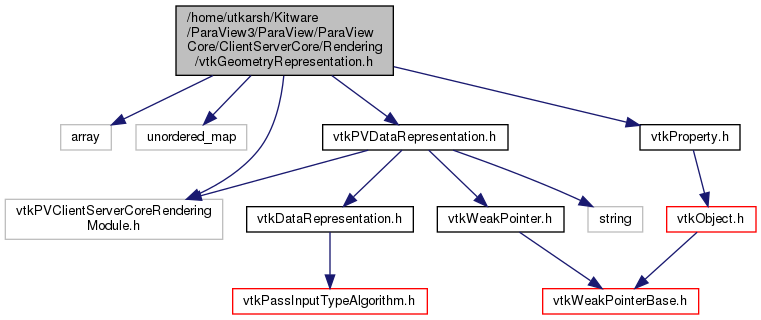 /home/utkarsh/Kitware
/ParaView3/ParaView/ParaView
Core/ClientServerCore/Rendering
/vtkGeometryRepresentation.h
array
unordered_map
vtkPVDataRepresentation.h
vtkProperty.h
vtkPVClientServerCoreRendering
Module.h
vtkDataRepresentation.h
vtkWeakPointer.h
string
vtkObject.h
vtkPassInputTypeAlgorithm.h
vtkWeakPointerBase.h